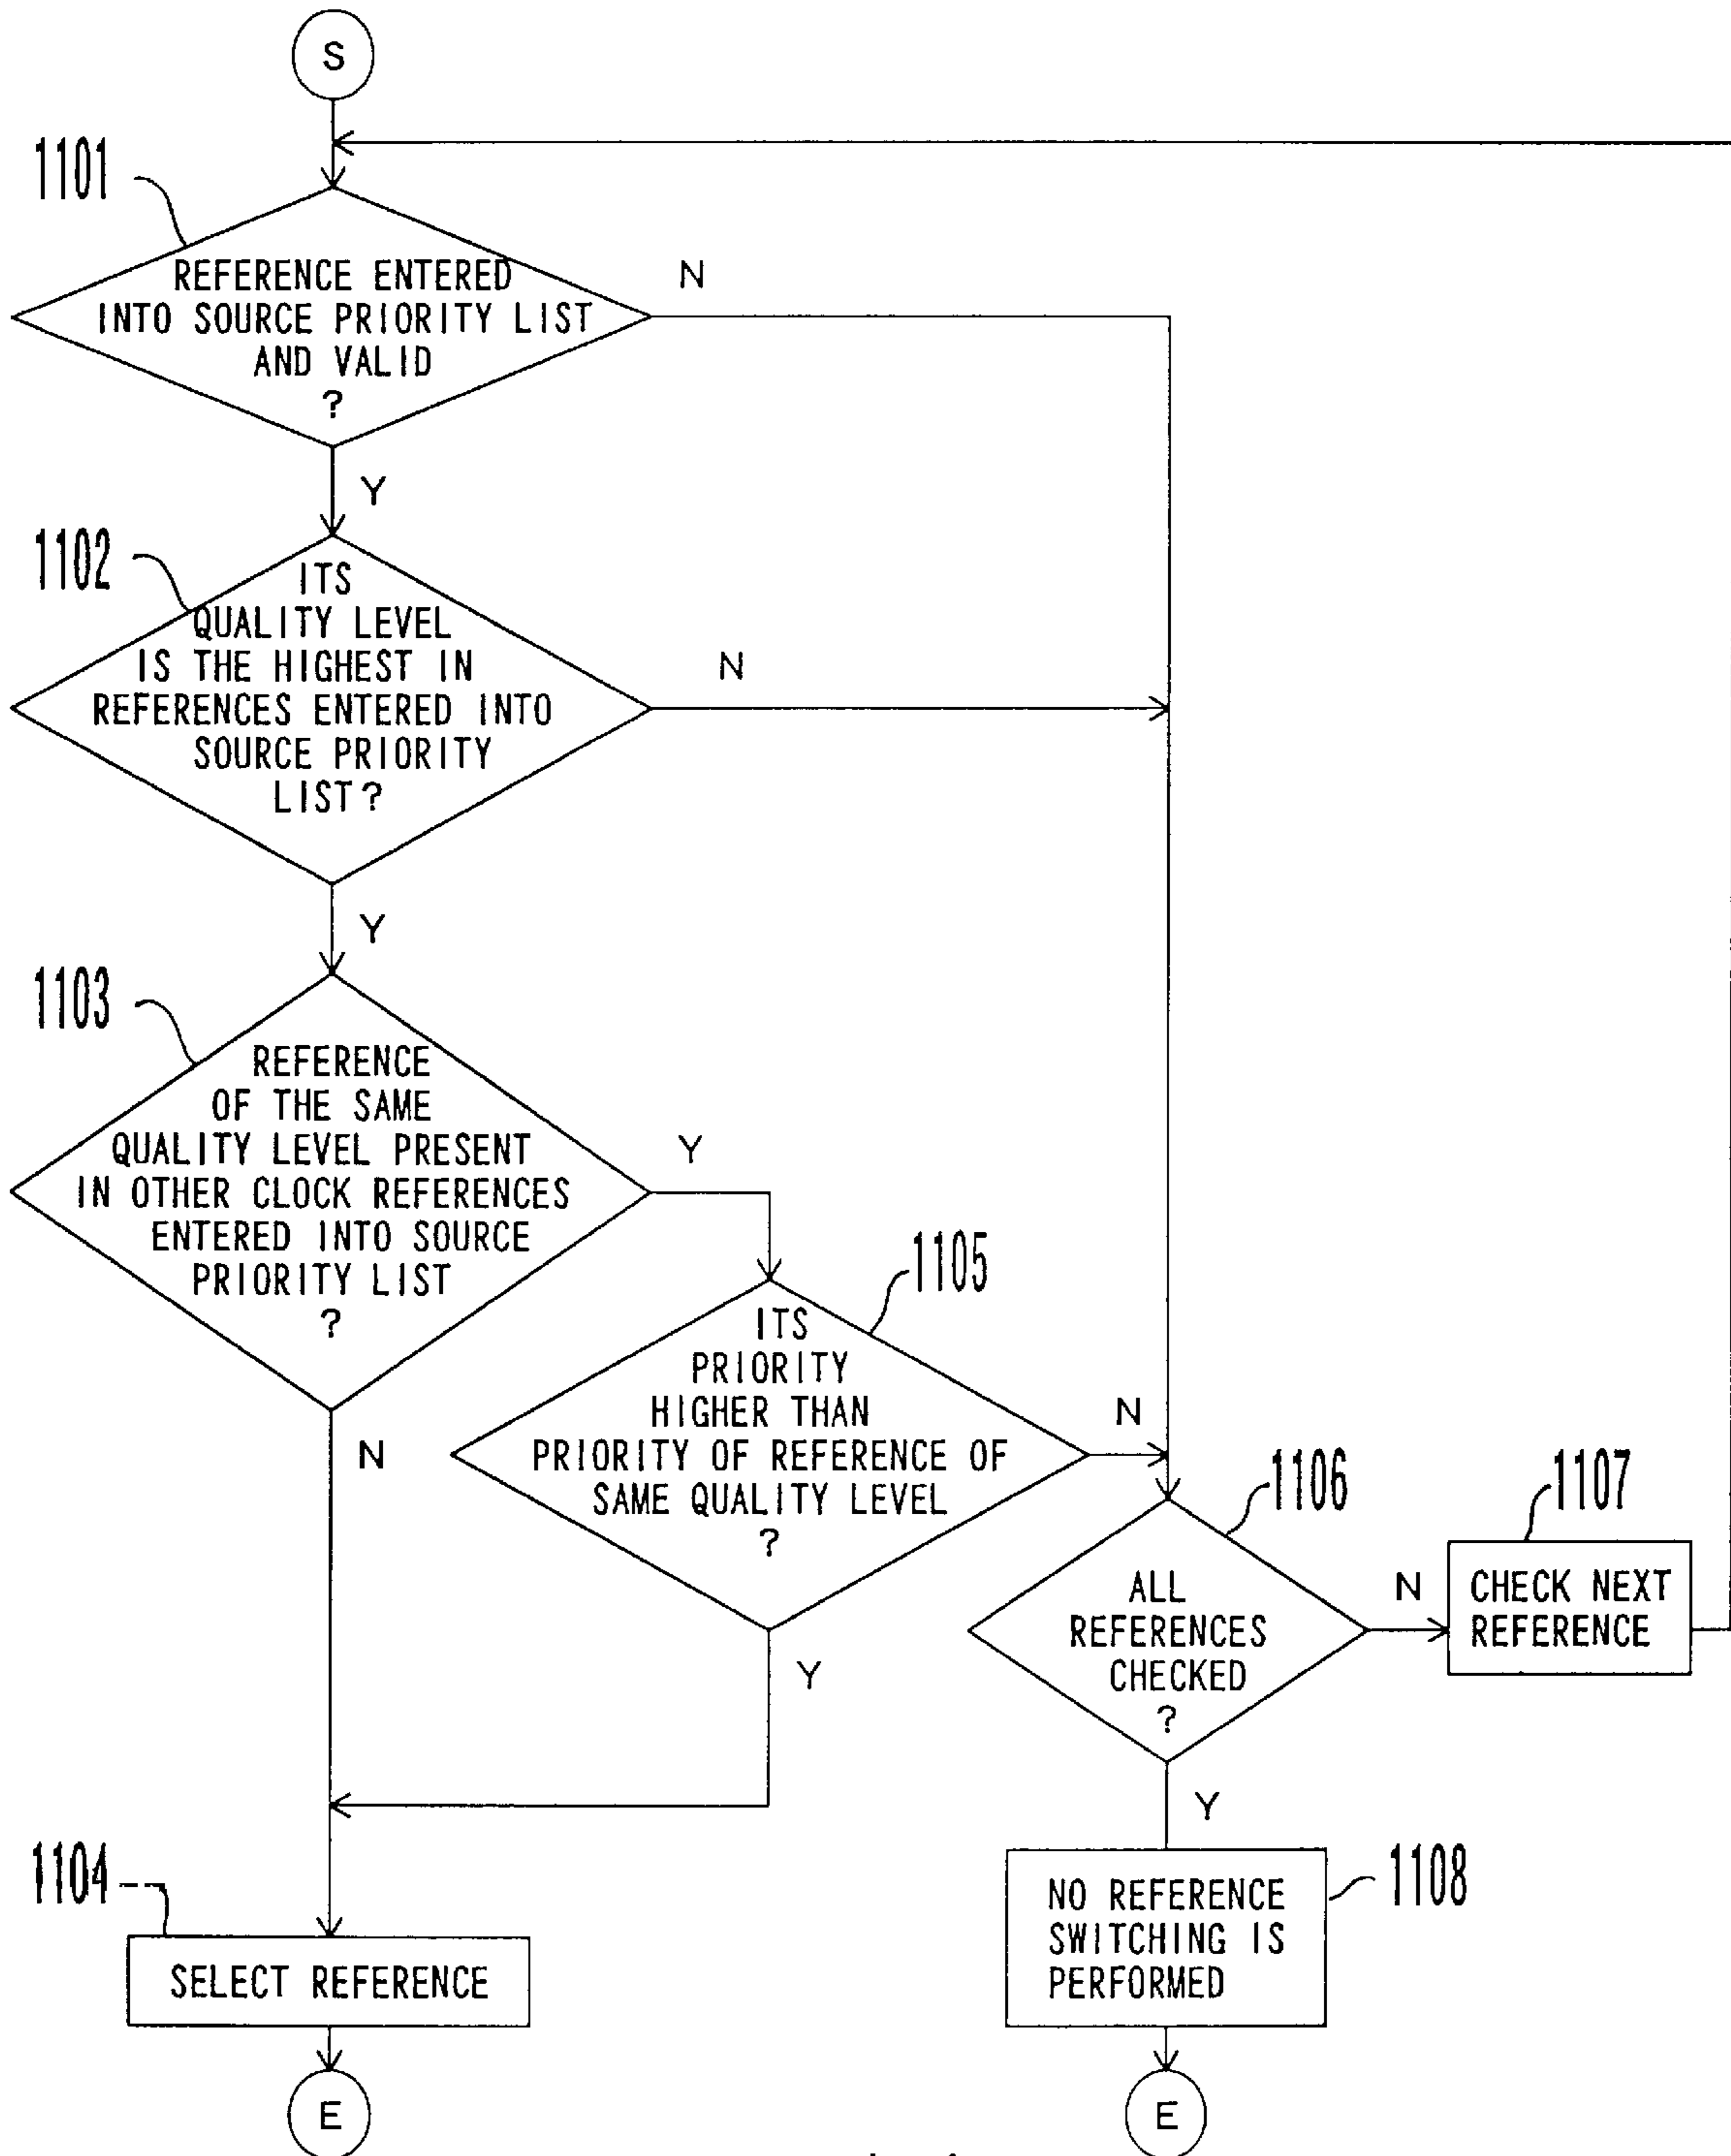 S
1101
REFERENCE ENTERED
INTO SOURCE PRIORITY LIST
AND VALID
?
N
Y
1102
ITS
QUALITY LEVEL
IS THE HIGHEST IN
REFERENCES ENTERED INTO
SOURCE PRIORITY
LIST?
N
Y
1103
REFERENCE
OF THE SAME
QUALITY LEVEL PRESENT
IN OTHER CLOCK REFERENCES
ENTERED INTO SOURCE
PRIORITY LIST
?
Y
N
1105
ITS
PRIORITY
HIGHER THAN
PRIORITY OF REFERENCE OF
SAME QUALITY LEVEL
?
N
Y
1106
ALL
REFERENCES
CHECKED
?
N
Y
1107
CHECK NEXT
REFERENCE
1104
SELECT REFERENCE
1108
NO REFERENCE
SWITCHING IS
PERFORMED
E
E